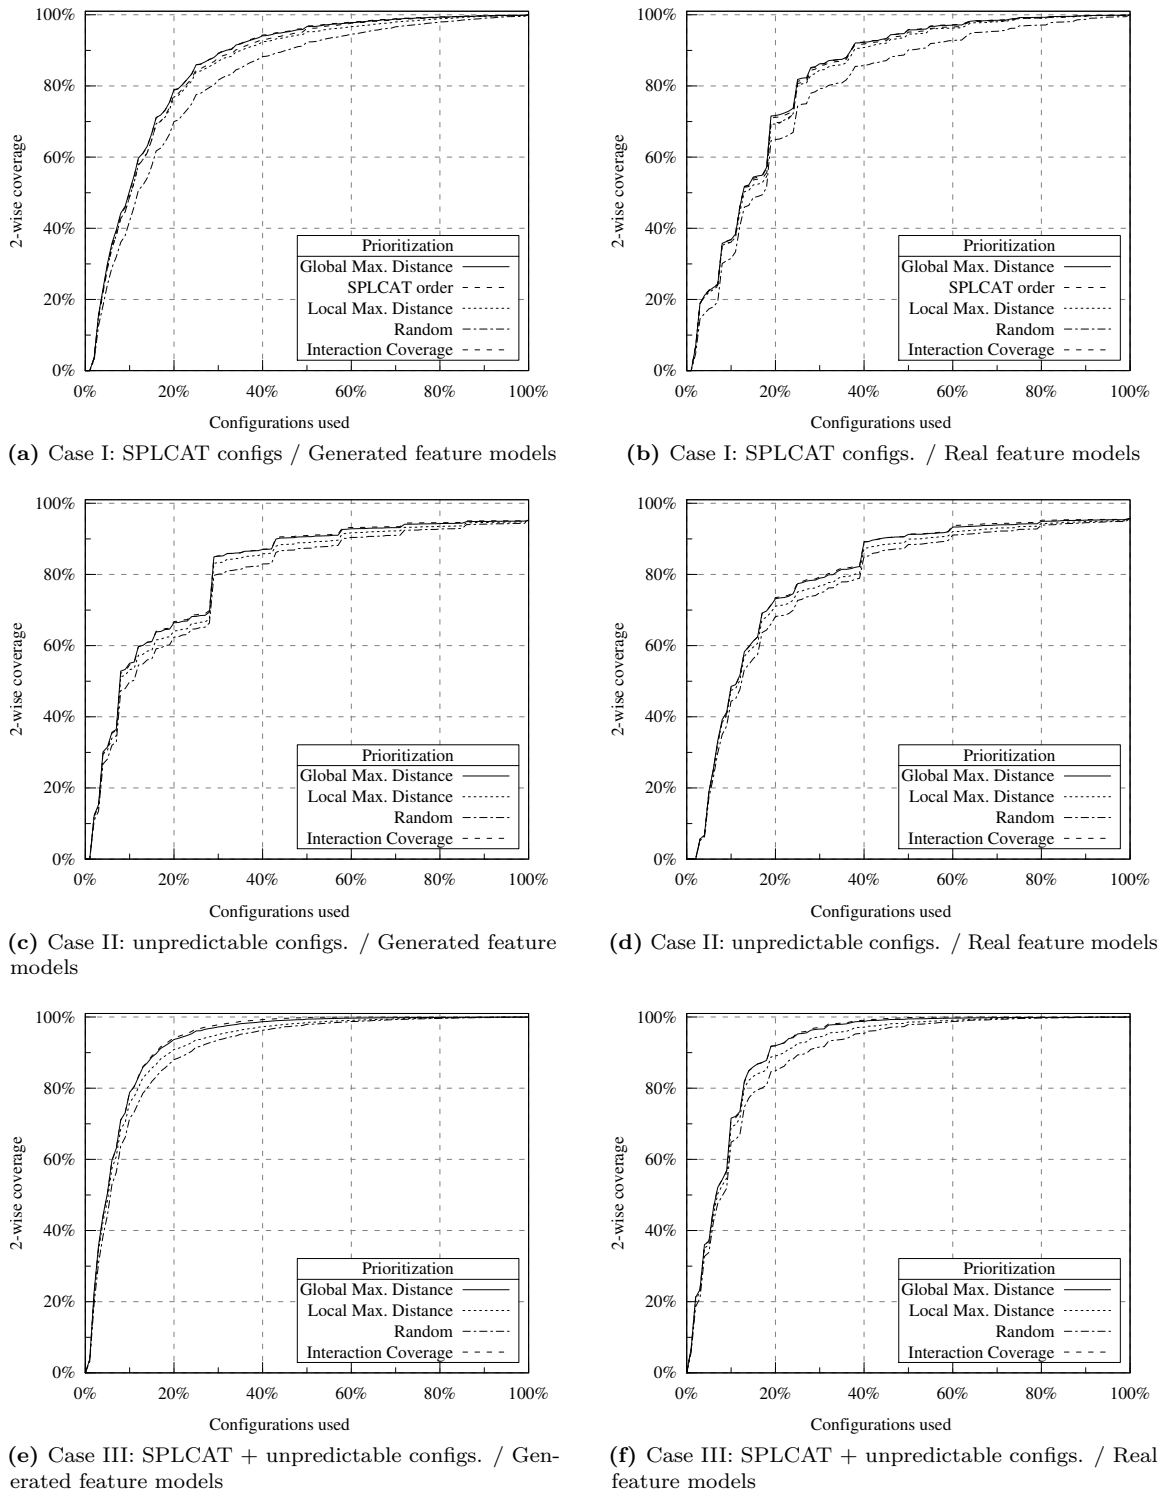 100%
80%
60%
40%
20%
0%
2-wise coverage
Prioritization
Global Max. Distance
SPLCAT order
Local Max. Distance
Random
Interaction Coverage
0% 20% 40% 60% 80% 100%
Configurations used
(a) Case I: SPLCAT configs / Generated feature models
100%
80%
60%
40%
20%
0%
2-wise coverage
Prioritization
Global Max. Distance
SPLCAT order
Local Max. Distance
Random
Interaction Coverage
0% 20% 40% 60% 80% 100%
Configurations used
(b) Case I: SPLCAT configs. / Real feature models
100%
80%
60%
40%
20%
0%
2-wise coverage
Prioritization
Global Max. Distance
Local Max. Distance
Random
Interaction Coverage
0% 20% 40% 60% 80% 100%
Configurations used
(c) Case II: unpredictable configs. / Generated feature
models
100%
80%
60%
40%
20%
0%
2-wise coverage
Prioritization
Global Max. Distance
Local Max. Distance
Random
Interaction Coverage
0% 20% 40% 60% 80% 100%
Configurations used
(d) Case II: unpredictable configs. / Real feature models
100%
80%
60%
40%
20%
0%
2-wise coverage
Prioritization
Global Max. Distance
Local Max. Distance
Random
Interaction Coverage
0% 20% 40% 60% 80% 100%
Configurations used
(e) Case III: SPLCAT + unpredictable configs. / Gen-
erated feature models
100%
80%
60%
40%
20%
0%
2-wise coverage
Prioritization
Global Max. Distance
Local Max. Distance
Random
Interaction Coverage
0% 20% 40% 60% 80% 100%
Configurations used
(f) Case III: SPLCAT + unpredictable configs. / Real
feature models